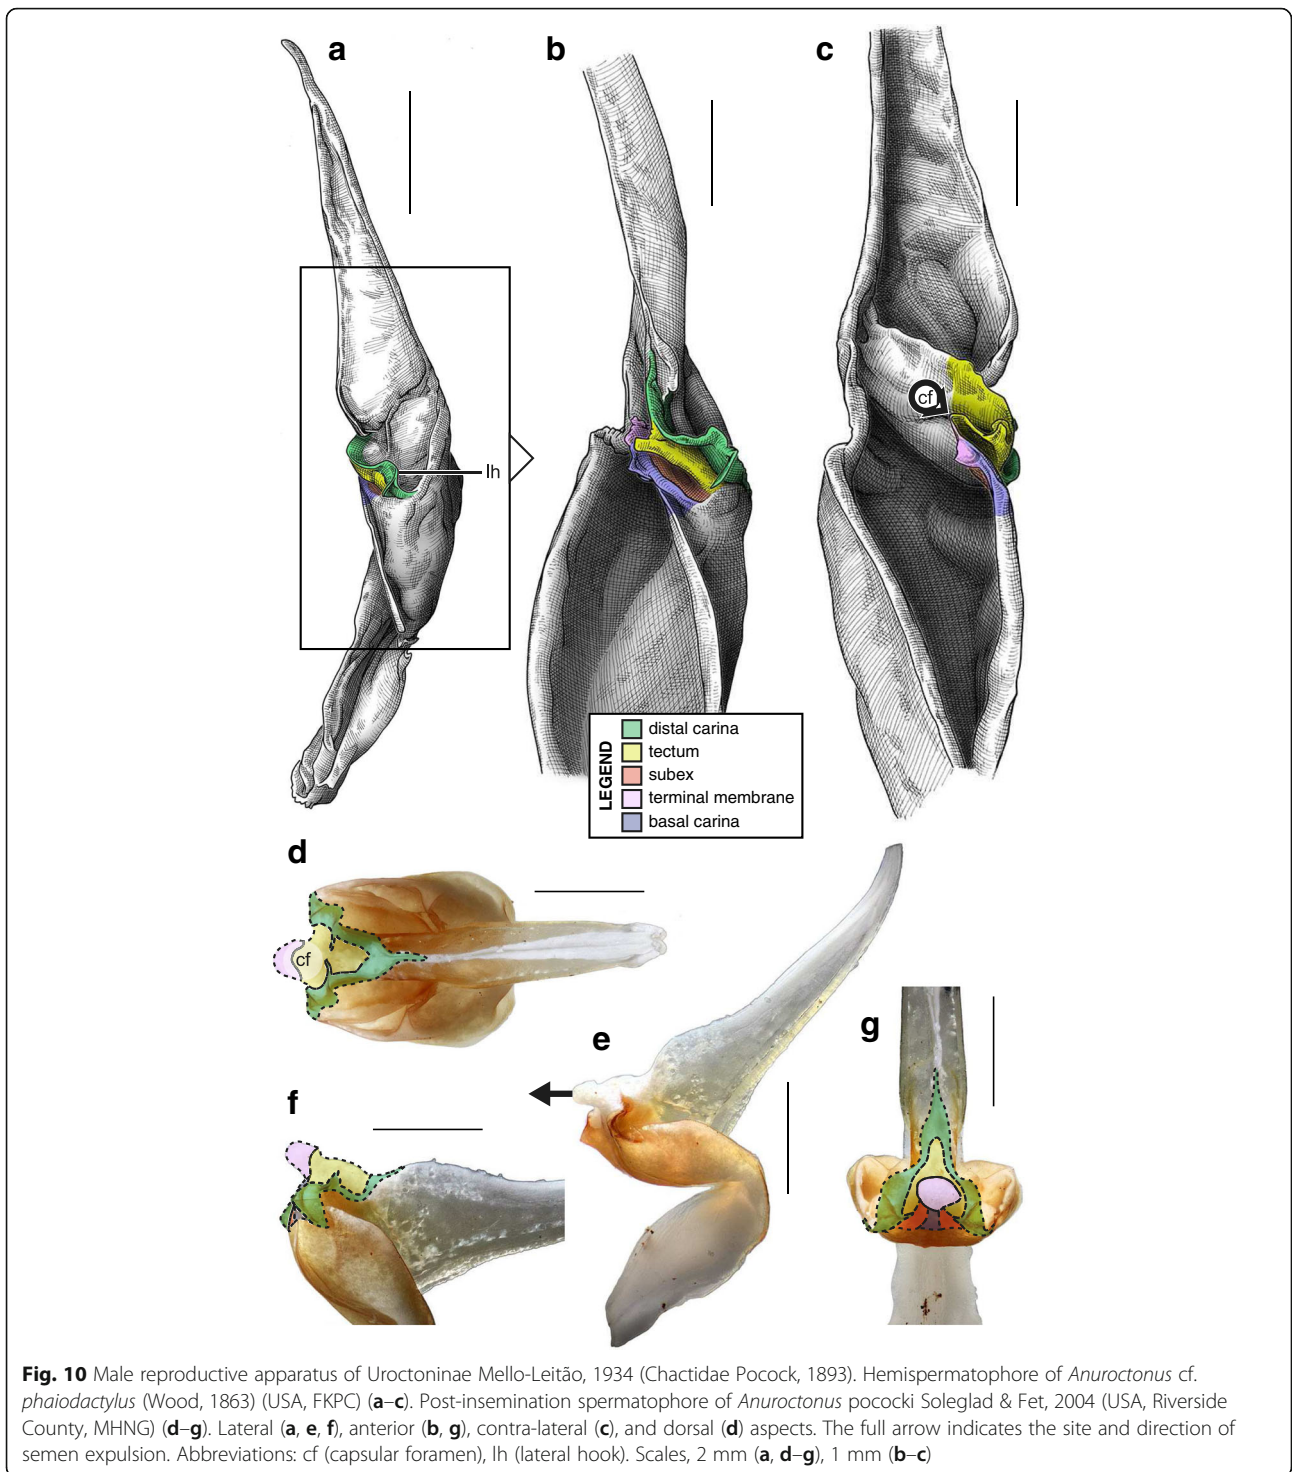 a
b
c
lh
cf
LEGEND
distal carina
tectum
subex
terminal membrane
basal carina
d
cf
e
f
g
Fig. 10 Male reproductive apparatus of Uroctoninae Mello-Leitão, 1934 (Chactidae Pocock, 1893). Hemispermatophore of Anuroctonus cf.
phaiodactylus (Wood, 1863) (USA, FKPC) (a–c). Post-insemination spermatophore of Anuroctonus pococki Soleglad & Fet, 2004 (USA, Riverside
County, MHNG) (d–g). Lateral (a, e, f), anterior (b, g), contra-lateral (c), and dorsal (d) aspects. The full arrow indicates the site and direction of
semen expulsion. Abbreviations: cf (capsular foramen), lh (lateral hook). Scales, 2 mm (a, d–g), 1 mm (b–c)